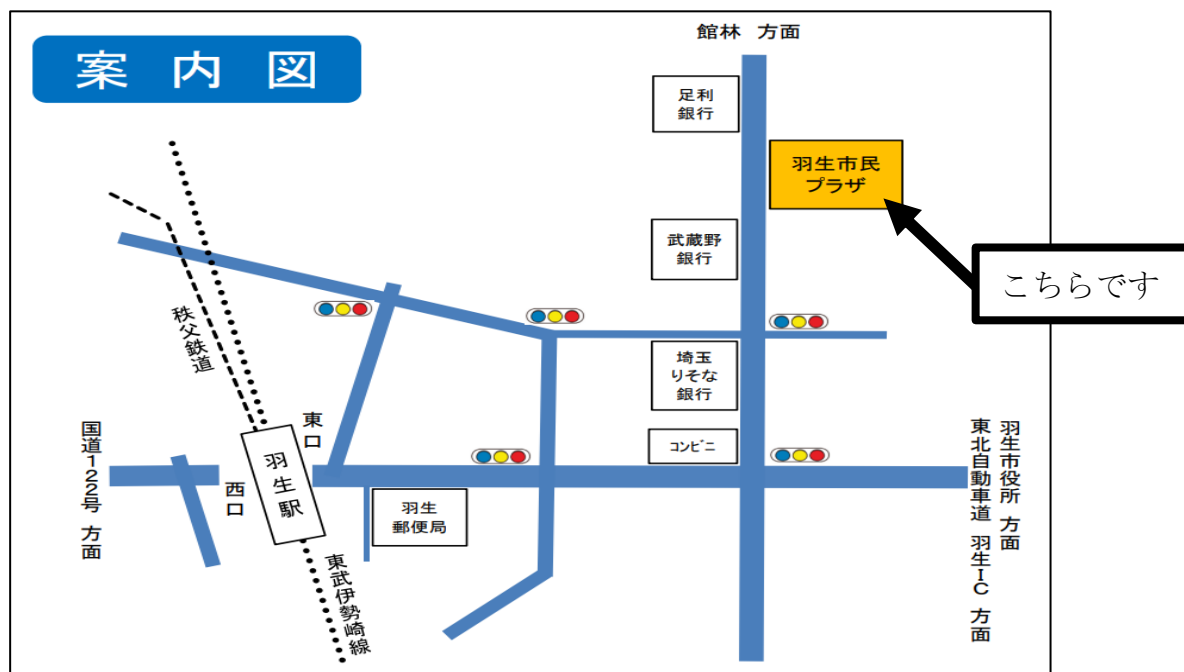 案内図
館林 方面
足利
銀行
羽生市民
プラザ
武蔵野
銀行
こちらです
秩父鉄道
埼玉
りそな
銀行
コンビニ
東口
羽生駅
西口
国道122号 方面
羽生
郵便局
東武伊勢崎線
羽生市役所 方面
東北自動車道 羽生IC 方面